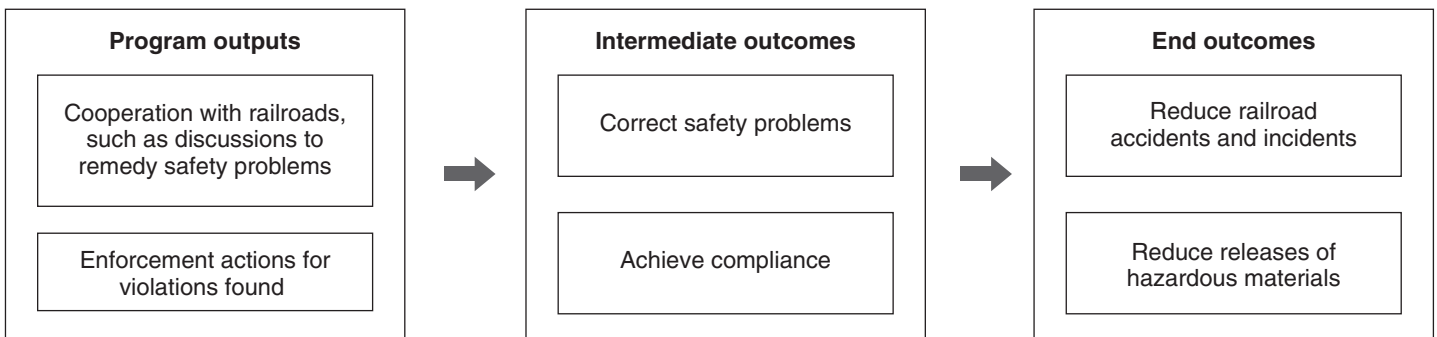 Program outputs
Cooperation with railroads,
such as discussions to
remedy safety problems
Enforcement actions for
violations found
Intermediate outcomes
Correct safety problems
Achieve compliance
End outcomes
Reduce railroad
accidents and incidents
Reduce releases of
hazardous materials